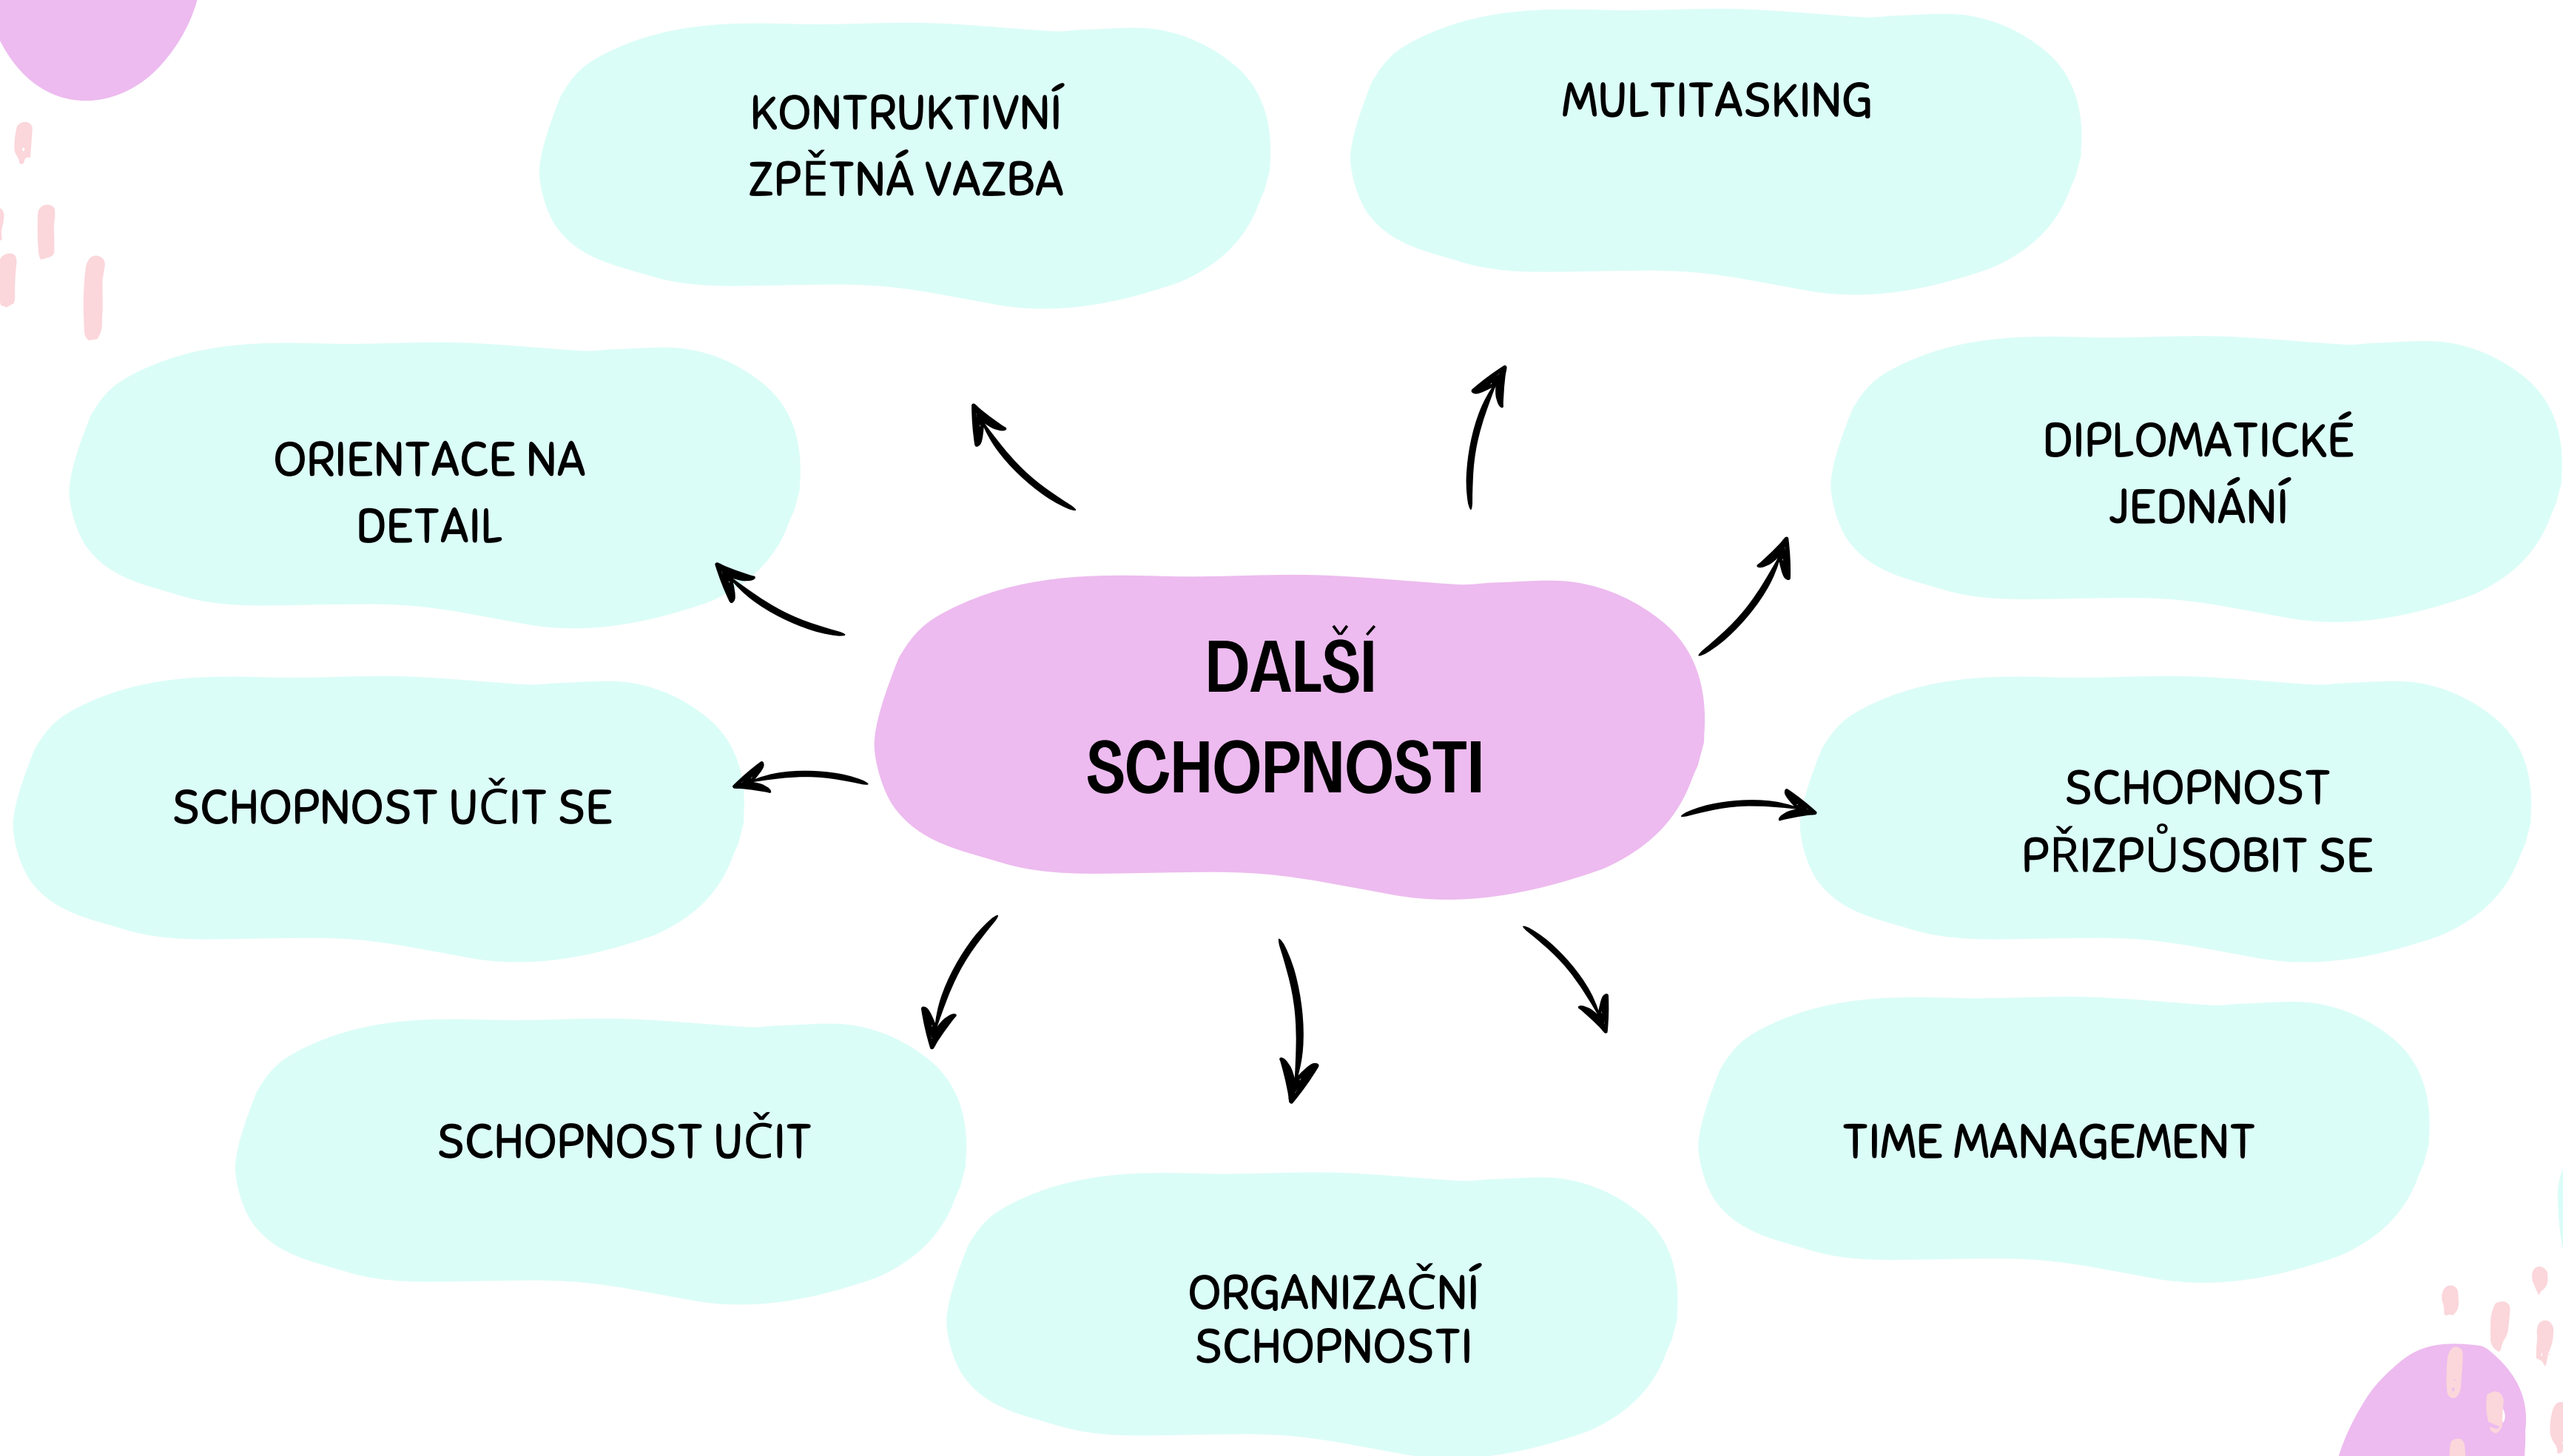 KONTRUKTIVNÍ
ZPĚTNÁ VAZBA
MULTITASKING
ORIENTACE NA
DETAIL
DIPLOMATICKÉ
JEDNÁNÍ
DALŠÍ
SCHOPNOSTI
SCHOPNOST UČIT SE
SCHOPNOST
PŘIZPŮSOBIT SE
SCHOPNOST UČIT
TIME MANAGEMENT
ORGANIZAČNÍ
SCHOPNOSTI